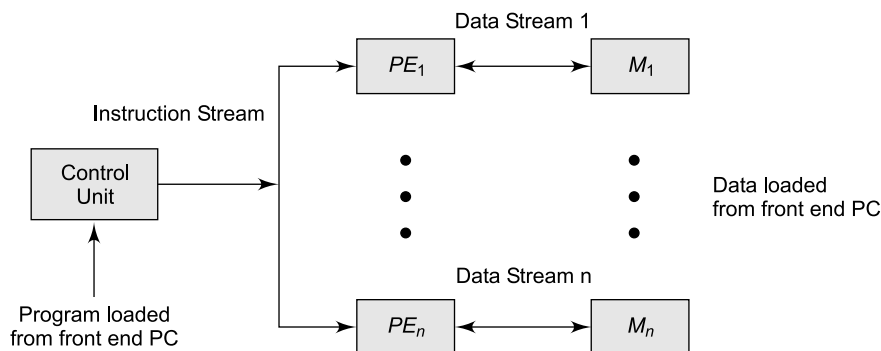 Data Stream 1
PE₁
M₁
Instruction Stream
Control
Unit
Data loaded
from front end PC
Data Stream n
Program loaded
from front end PC
PEₙ
Mₙ